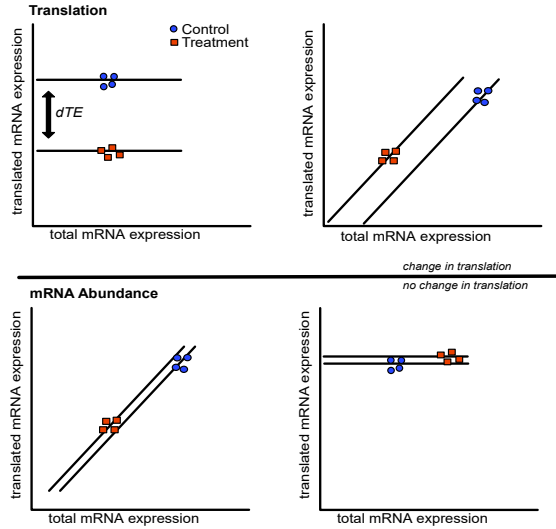 Translation
Control
Treatment
translated mRNA expression
dTE
total mRNA expression
translated mRNA expression
total mRNA expression
change in translation
no change in translation
mRNA Abundance
translated mRNA expression
total mRNA expression
translated mRNA expression
total mRNA expression